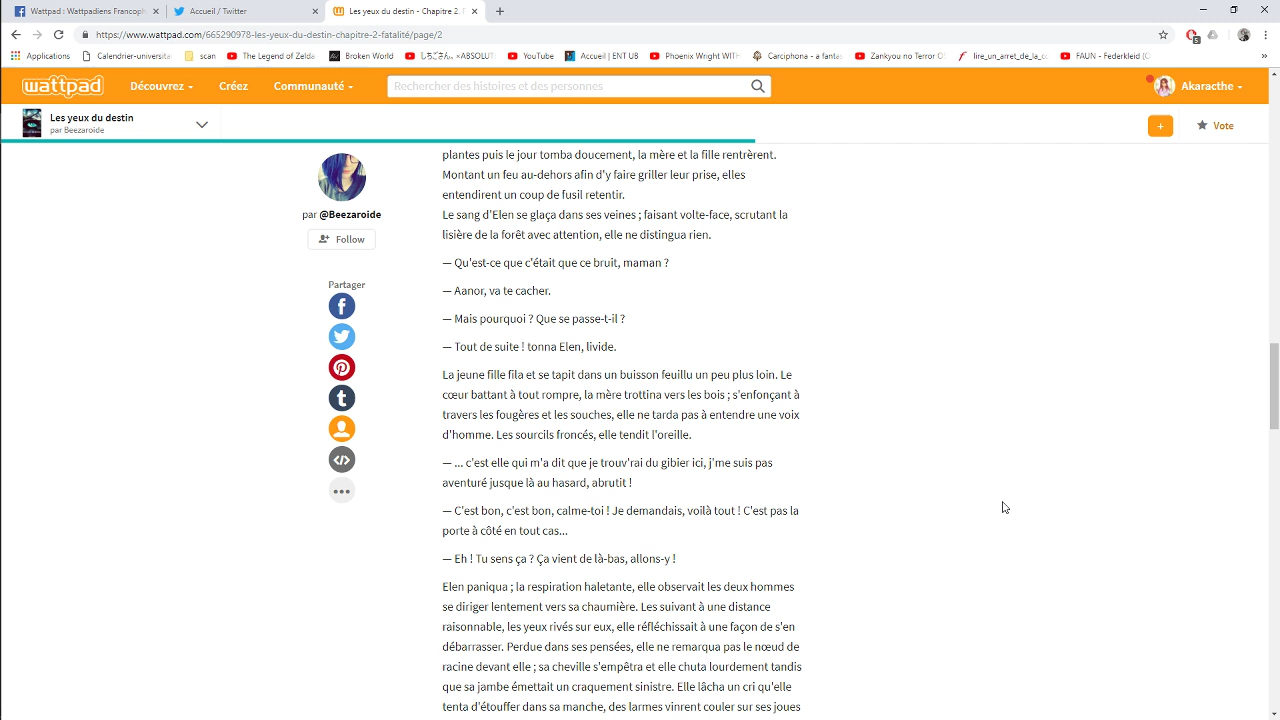 Wattpad : Wattpadiens Francoph
Accueil / Twitter
Les yeux du destin - Chapitre 2. F
https://www.wattpad.com/665290978-les-yeux-du-destin-chapitre-2-fatalité/page/2
5
Applications
Calendrier-universita
scan
The Legend of Zelda
Broken World
しちごさん。×ABSOLUT
YouTube
Accueil | ENT UB
Phoenix Wright WITH
Garciphona - a fantas
Zankyou no Terror OS
lire_un_arret_de_la_co
FAUN - Federkleid (O
»
wattpad
Découvrez
Créez
Communauté
Rechercher des histoires et des personnes
Akaracthe
Les yeux du destin
par Beezaroide
+
Vote
par @Beezaroide
Follow
Partager
plantes puis le jour tomba doucement, la mère et la fille rentrèrent.
Montant un feu au-dehors afin d'y faire griller leur prise, elles
entendirent un coup de fusil retentir.
Le sang d'Elen se glaça dans ses veines ; faisant volte-face, scrutant la
lisière de la forêt avec attention, elle ne distingua rien.
— Qu'est-ce que c'était que ce bruit, maman ?
— Aanor, va te cacher.
— Mais pourquoi ? Que se passe-t-il ?
— Tout de suite ! tonna Elen, livide.
La jeune fille fila et se tapit dans un buisson feuillu un peu plus loin. Le
cœur battant à tout rompre, la mère trottina vers les bois ; s'enfonçant à
travers les fougères et les souches, elle ne tarda pas à entendre une voix
d'homme. Les sourcils froncés, elle tendit l'oreille.
— ... c'est elle qui m'a dit que je trouv'rai du gibier ici, j'me suis pas
aventuré jusque là au hasard, abrutit !
— C'est bon, c'est bon, calme-toi ! Je demandais, voilà tout ! C'est pas la
porte à côté en tout cas...
— Eh ! Tu sens ça ? Ça vient de là-bas, allons-y !
Elen paniqua ; la respiration haletante, elle observait les deux hommes
se diriger lentement vers sa chaumière. Les suivant à une distance
raisonnable, les yeux rivés sur eux, elle réfléchissait à une façon de s'en
débarrasser. Perdue dans ses pensées, elle ne remarqua pas le nœud de
racine devant elle ; sa cheville s'empêtra et elle chuta lourdement tandis
que sa jambe émettait un craquement sinistre. Elle lâcha un cri qu'elle
tenta d'étouffer dans sa manche, des larmes vinrent couler sur ses joues